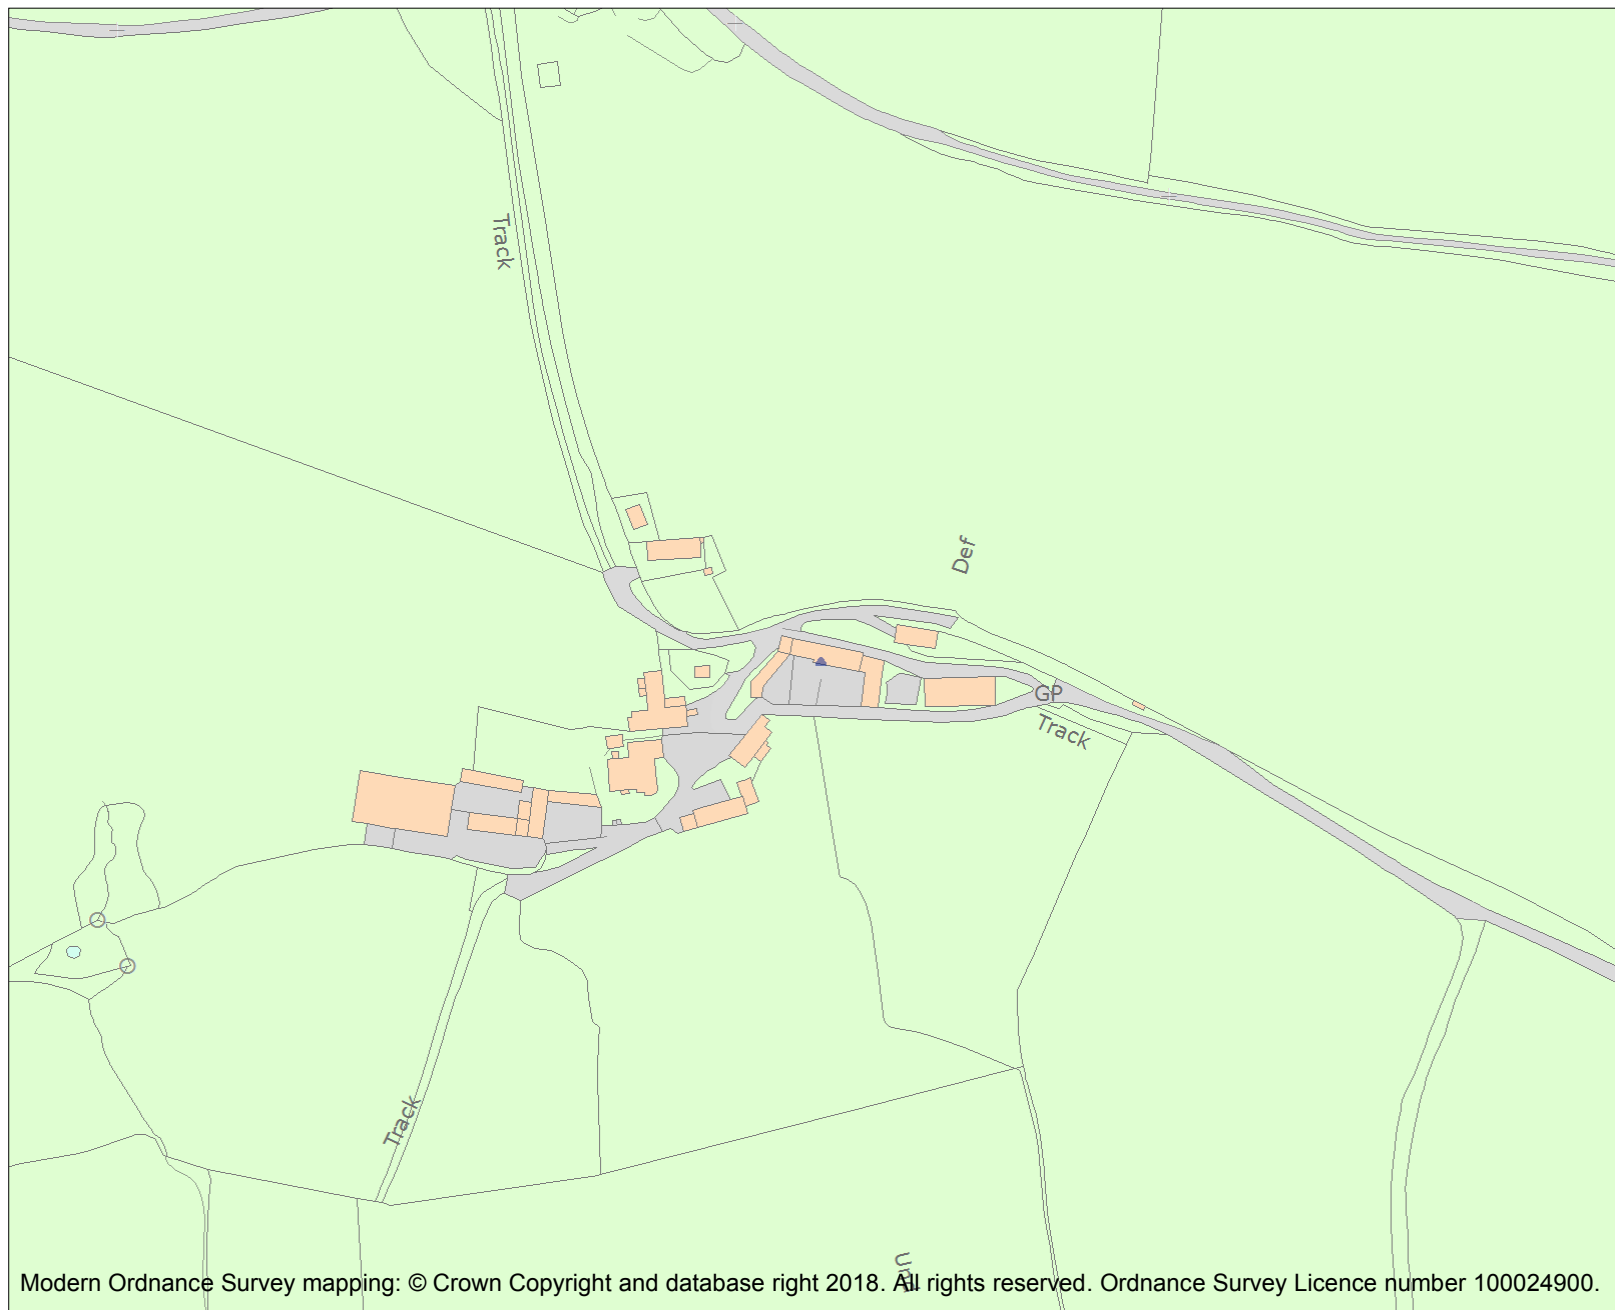 Track
Def
GP
Track
Track
Modern Ordnance Survey mapping: © Crown Copyright and database right 2018. All rights reserved. Ordnance Survey Licence number 100024900.